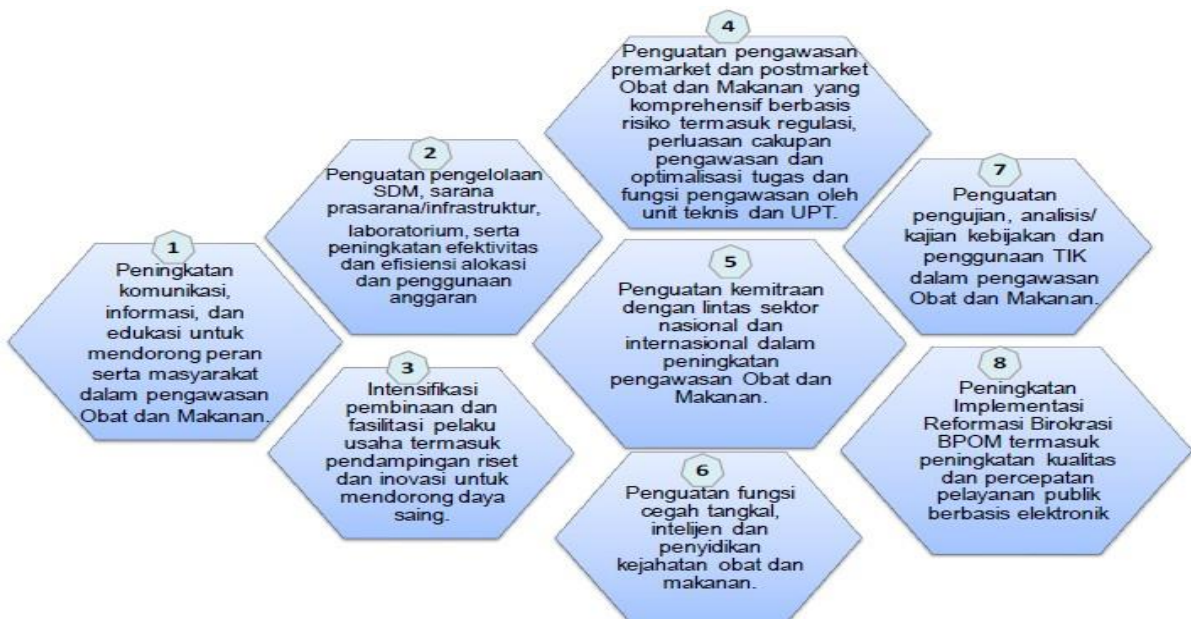 1
Peningkatan
komunikasi,
informasi, dan
edukasi untuk
mendorong peran
serta masyarakat
dalam pengawasan
Obat dan Makanan.
2
Penguatan pengelolaan
SDM, sarana
prasarana/infrastruktur,
laboratorium, serta
peningkatan efektivitas
dan efisiensi alokasi
dan penggunaan
anggaran
3
Intensifikasi
pembinaan dan
fasilitasi pelaku
usaha termasuk
pendampingan riset
dan inovasi untuk
mendorong daya
saing.
4
Penguatan pengawasan
premarket dan postmarket
Obat dan Makanan yang
komprehensif berbasis
risiko termasuk regulasi,
perluasan cakupan
pengawasan dan
optimalisasi tugas dan
fungsi pengawasan oleh
unit teknis dan UPT.
5
Penguatan kemitraan
dengan lintas sektor
nasional dan
internasional dalam
peningkatan
pengawasan Obat dan
Makanan.
6
Penguatan fungsi
cegah tangkal,
intelijen dan
penyidikan
kejahatan obat dan
makanan.
7
Penguatan
pengujian, analisis/
kajian kebijakan dan
penggunaan TIK
dalam pengawasan
Obat dan Makanan.
8
Peningkatan
Implementasi
Reformasi Birokrasi
BPOM termasuk
peningkatan kualitas
dan percepatan
pelayanan publik
berbasis elektronik